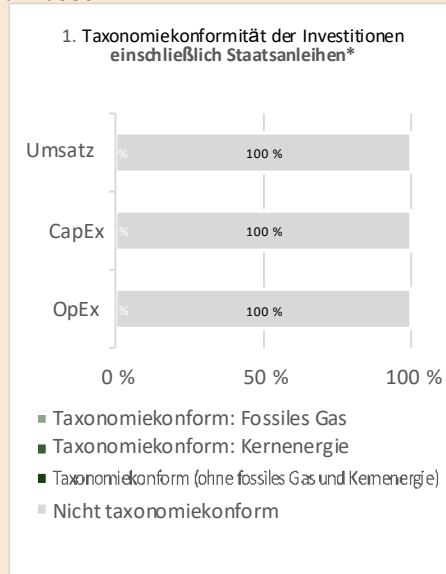 1. Taxonomiekonformität der Investitionen
einschließlich Staatsanleihen*
Umsatz % 100 %
CapEx % 100 %
OpEx % 100 %
0 % 50 % 100 %
Taxonomiekonform: Fossiles Gas
Taxonomiekonform: Kernenergie
Taxonomiekonform (ohne fossiles Gas und Kernenergie)
Nicht taxonomiekonform